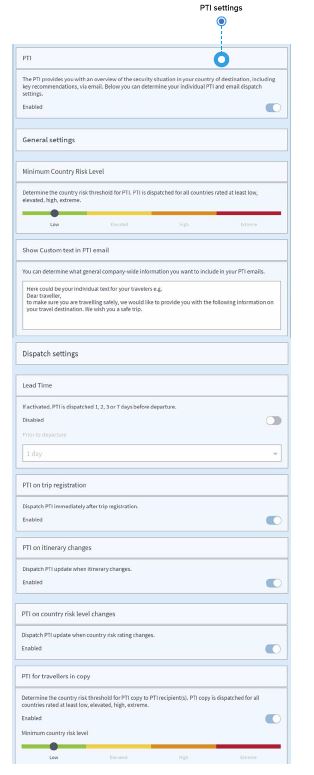 PTI settings
PTI
The PTI provides you with an overview of the security situation in your country of destination, including
key recommendations, via email. Below you can determine your individual PTI and email dispatch
settings.
Enabled
General settings
Minimum Country Risk Level
Determine the country risk threshold for PTI. PTI is dispatched for all countries rated at least low,
elevated, high, extreme.
Low Elevated High Extreme
Show Custom text in PTI email
You can determine what general company-wide information you want to include in your PTI emails.
Here could be your individual text for your travelers e.g.
Dear traveller,
to make sure you are travelling safely, we would like to provide you with the following information on
your travel destination. We wish you a safe trip.
Dispatch settings
Lead Time
If activated, PTI is dispatched 1, 2, 3 or 7 days before departure.
Disabled
Prior to departure
1 day
PTI on trip registration
Dispatch PTI immediately after trip registration.
Enabled
PTI on itinerary changes
Dispatch PTI update when itinerary changes.
Enabled
PTI on country risk level changes
Dispatch PTI update when country risk rating changes.
Enabled
PTI for travellers in copy
Determine the country risk threshold for PTI copy to PTI recipient(s). PTI copy is dispatched for all
countries rated at least low, elevated, high, extreme.
Enabled
Minimum country risk level
Low Elevated High Extreme